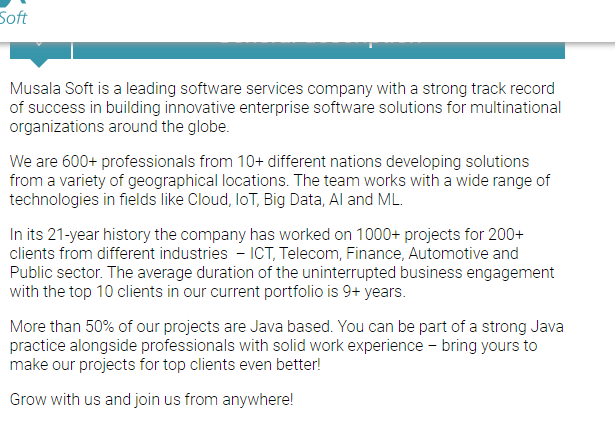 Soft
Musala Soft is a leading software services company with a strong track record
of success in building innovative enterprise software solutions for multinational
organizations around the globe.
We are 600+ professionals from 10+ different nations developing solutions
from a variety of geographical locations. The team works with a wide range of
technologies in fields like Cloud, IoT, Big Data, AI and ML.
In its 21-year history the company has worked on 1000+ projects for 200+
clients from different industries – ICT, Telecom, Finance, Automotive and
Public sector. The average duration of the uninterrupted business engagement
with the top 10 clients in our current portfolio is 9+ years.
More than 50% of our projects are Java based. You can be part of a strong Java
practice alongside professionals with solid work experience – bring yours to
make our projects for top clients even better!
Grow with us and join us from anywhere!